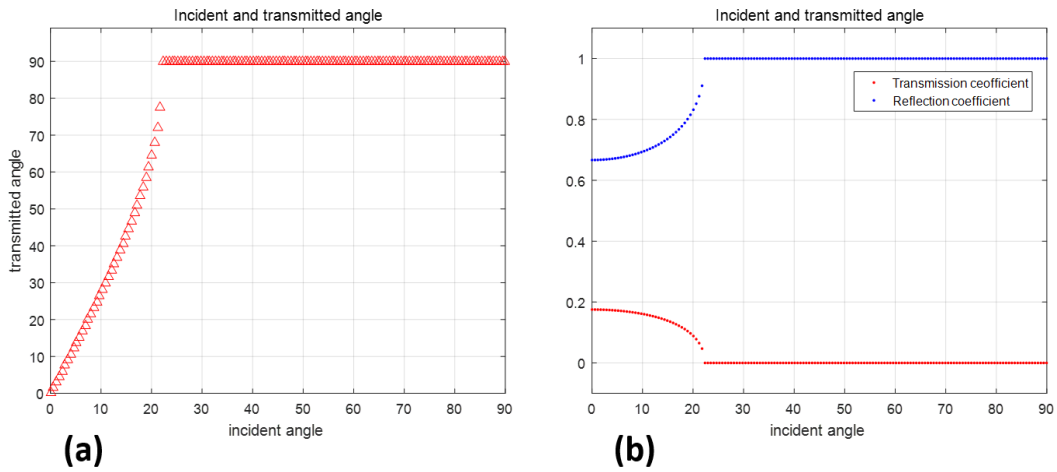 Incident and transmitted angle
90
80
70
60
50
40
30
20
10
0
transmitted angle
0 10 20 30 40 50 60 70 80 90
incident angle
(a)
Incident and transmitted angle
1
0.8
0.6
0.4
0.2
0
Transmission ceofficient
Reflection coefficient
0 10 20 30 40 50 60 70 80 90
incident angle
(b)